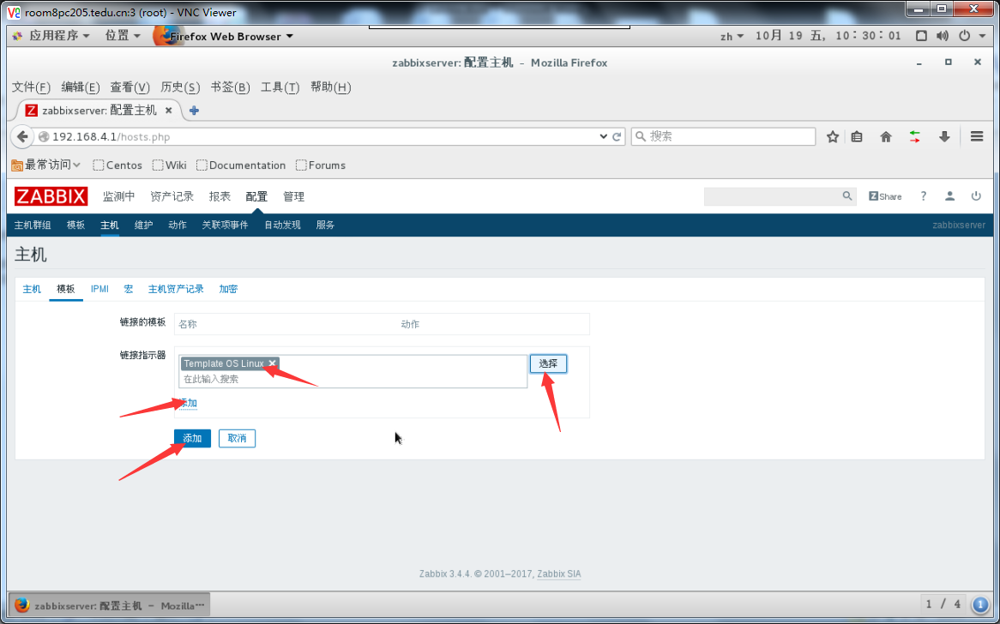 room8pc205.tedu.cn:3 (root) - VNC Viewer
应用程序 位置 Firefox Web Browser zh 10月 19 五, 10∶30∶01
zabbixserver: 配置主机 - Mozilla Firefox
文件(F) 编辑(E) 查看(V) 历史(S) 书签(B) 工具(T) 帮助(H)
Z zabbixserver: 配置主机
192.168.4.1/hosts.php 搜索
最常访问 Centos Wiki Documentation Forums
ZABBIX 监测中 资产记录 报表 配置 管理 Z Share ?
主机群组 模板 主机 维护 动作 关联项事件 自动发现 服务 zabbixserver
主机
主机 模板 IPMI 宏 主机资产记录 加密
链接的模板 名称 动作
链接指示器 Template OS Linux 选择
在此输入搜索
添加
添加 取消
Zabbix 3.4.4. © 2001–2017, Zabbix SIA
zabbixserver: 配置主机 - Mozilla… 1 / 4 1